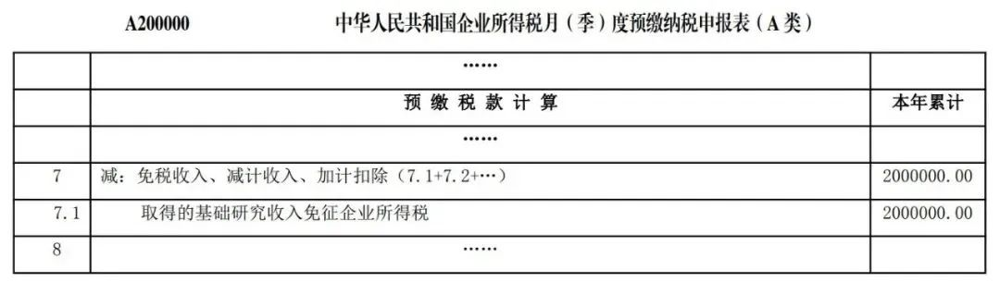 A200000 中华人民共和国企业所得税月(季)度预缴纳税申报表(A 类)
……
预 缴 税 款 计 算 本年累计
……
7 减：免税收入、减计收入、加计扣除（7.1+7.2+…） 2000000.00
7.1 取得的基础研究收入免征企业所得税 2000000.00
8 ……